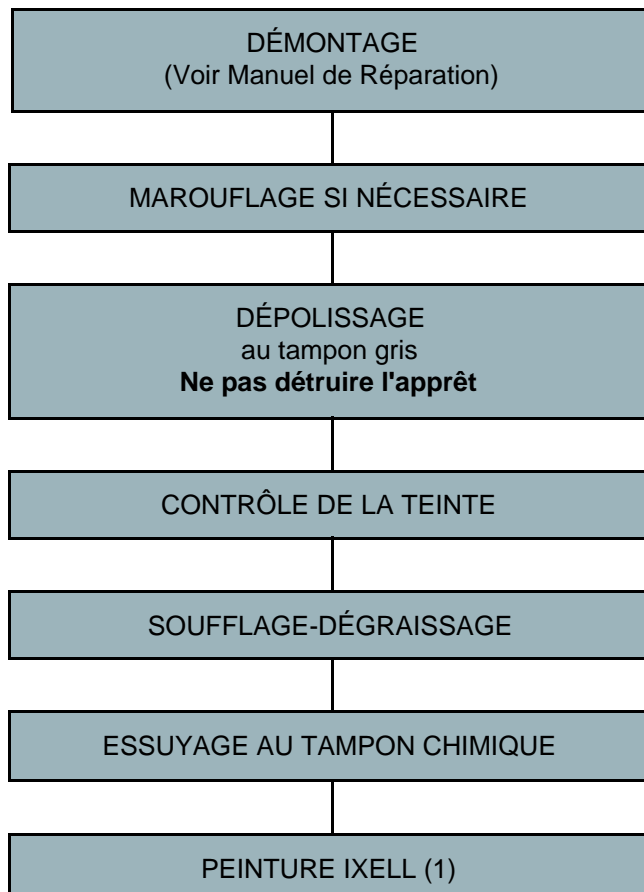 DÉMONTAGE
(Voir Manuel de Réparation)
MAROUFLAGE SI NÉCESSAIRE
DÉPOLISSAGE
au tampon gris
Ne pas détruire l'apprêt
CONTRÔLE DE LA TEINTE
SOUFFLAGE-DÉGRAISSAGE
ESSUYAGE AU TAMPON CHIMIQUE
PEINTURE IXELL (1)